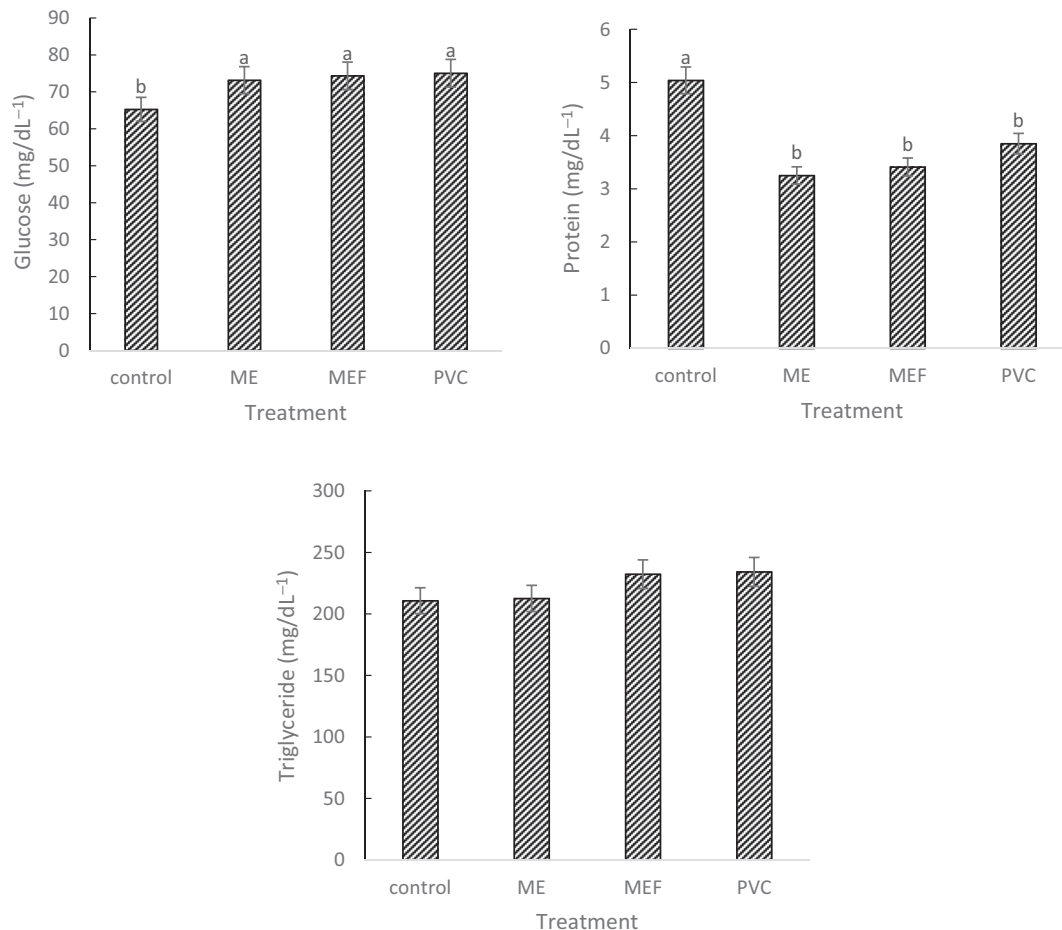 90
80
70
60
50
40
30
20
10
0
Glucose (mg/dL⁻¹)
b
a
a
a
control ME MEF PVC
Treatment
6
5
4
3
2
1
0
Protein (mg/dL⁻¹)
a
b
b
b
control ME MEF PVC
Treatment
300
250
200
150
100
50
0
Triglyceride (mg/dL⁻¹)
control ME MEF PVC
Treatment